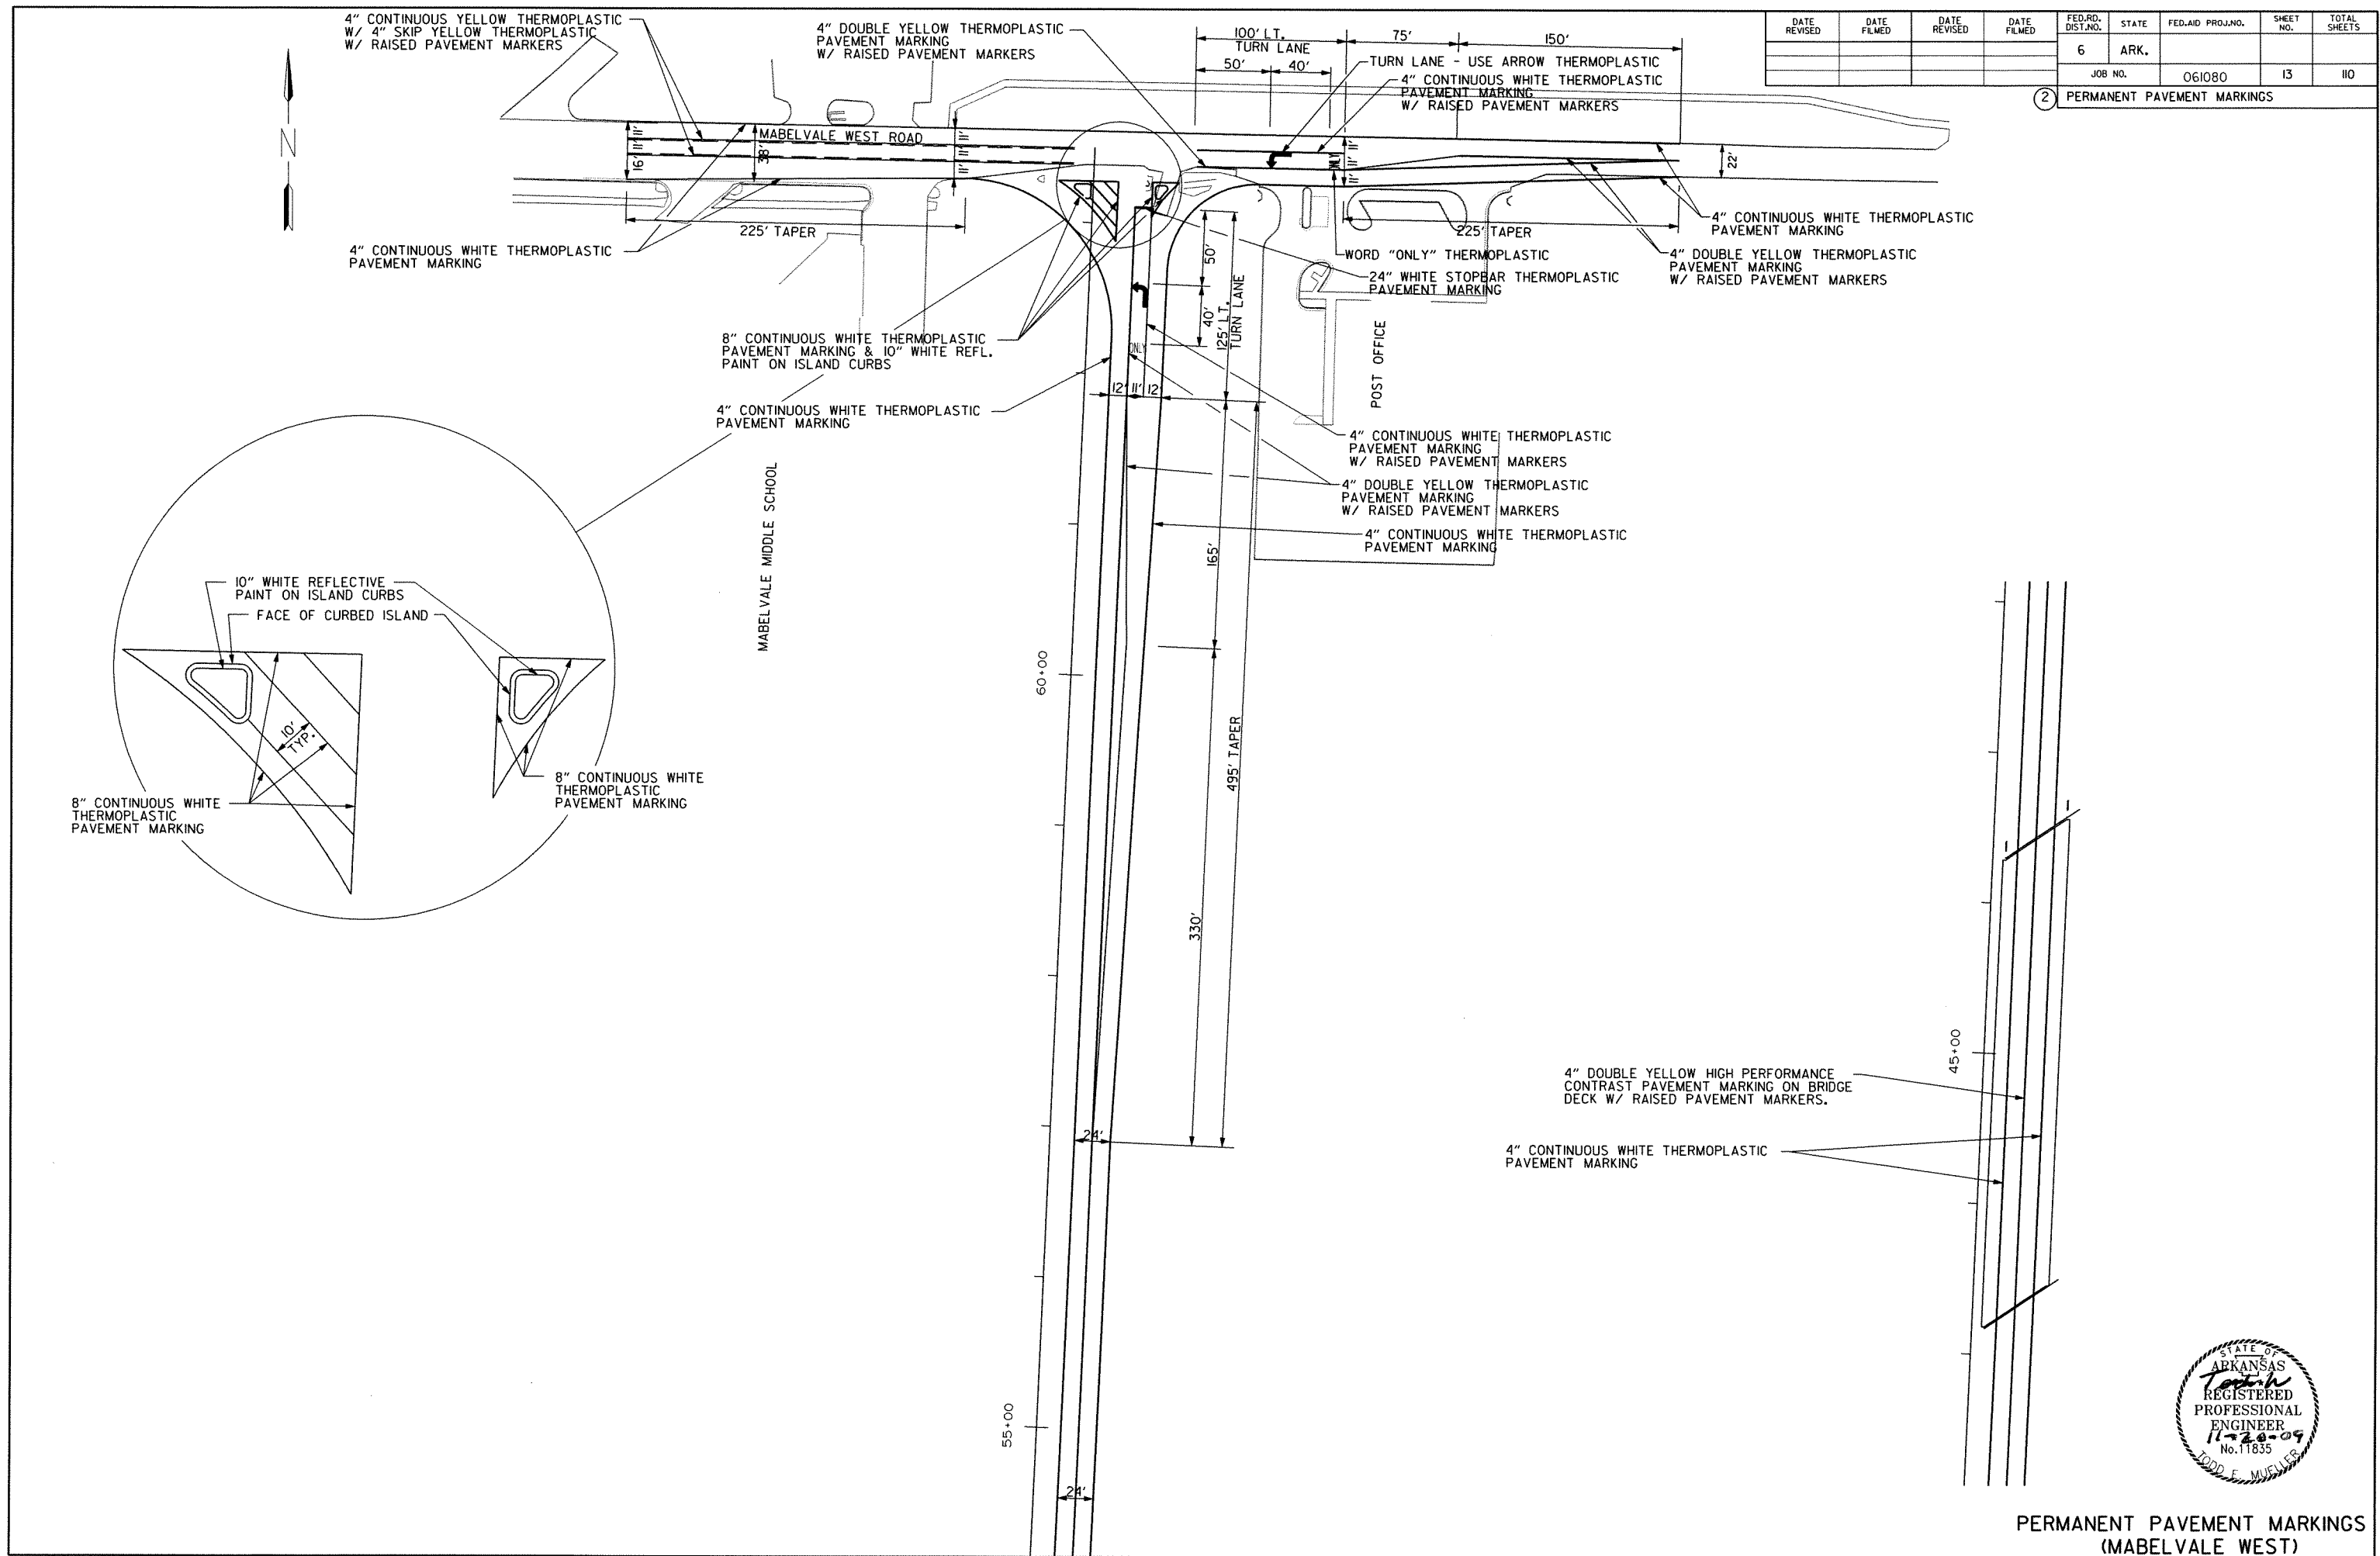 4" CONTINUOUS YELLOW THERMOPLASTIC
W/ 4" SKIP YELLOW THERMOPLASTIC
W/ RAISED PAVEMENT MARKERS
4" DOUBLE YELLOW THERMOPLASTIC
PAVEMENT MARKING
W/ RAISED PAVEMENT MARKERS
100' LT.
TURN LANE
75'
150'
50'
40'
TURN LANE - USE ARROW THERMOPLASTIC
4" CONTINUOUS WHITE THERMOPLASTIC
PAVEMENT MARKING
W/ RAISED PAVEMENT MARKERS
DATE REVISED
DATE FILMED
DATE REVISED
DATE FILMED
FED.RD. DIST.NO.
STATE
FED.AID PROJ.NO.
SHEET NO.
TOTAL SHEETS
6
ARK.
JOB NO.
061080
13
110
2
PERMANENT PAVEMENT MARKINGS
N
MABELVALE WEST ROAD
16'
11'
11'
38'
11'
11'
11'
ONLY
11'
11'
11'
22'
225' TAPER
4" CONTINUOUS WHITE THERMOPLASTIC
PAVEMENT MARKING
225' TAPER
4" CONTINUOUS WHITE THERMOPLASTIC
PAVEMENT MARKING
WORD "ONLY" THERMOPLASTIC
24" WHITE STOPBAR THERMOPLASTIC
PAVEMENT MARKING
4" DOUBLE YELLOW THERMOPLASTIC
PAVEMENT MARKING
W/ RAISED PAVEMENT MARKERS
50'
40'
125' LT.
TURN LANE
ONLY
8" CONTINUOUS WHITE THERMOPLASTIC
PAVEMENT MARKING & 10" WHITE REFL.
PAINT ON ISLAND CURBS
POST OFFICE
12'
11'
12'
4" CONTINUOUS WHITE THERMOPLASTIC
PAVEMENT MARKING
4" CONTINUOUS WHITE THERMOPLASTIC
PAVEMENT MARKING
W/ RAISED PAVEMENT MARKERS
4" DOUBLE YELLOW THERMOPLASTIC
PAVEMENT MARKING
W/ RAISED PAVEMENT MARKERS
4" CONTINUOUS WHITE THERMOPLASTIC
PAVEMENT MARKING
MABELVALE MIDDLE SCHOOL
165'
10" WHITE REFLECTIVE
PAINT ON ISLAND CURBS
FACE OF CURBED ISLAND
10'
TYP.
8" CONTINUOUS WHITE
THERMOPLASTIC
PAVEMENT MARKING
8" CONTINUOUS WHITE
THERMOPLASTIC
PAVEMENT MARKING
60+00
495' TAPER
330'
24'
45+00
4" DOUBLE YELLOW HIGH PERFORMANCE
CONTRAST PAVEMENT MARKING ON BRIDGE
DECK W/ RAISED PAVEMENT MARKERS.
4" CONTINUOUS WHITE THERMOPLASTIC
PAVEMENT MARKING
55+00
24'
STATE OF
ARKANSAS
REGISTERED
PROFESSIONAL
ENGINEER
11-20-09
No.11835
TODD E. MUELLER
PERMANENT PAVEMENT MARKINGS
(MABELVALE WEST)